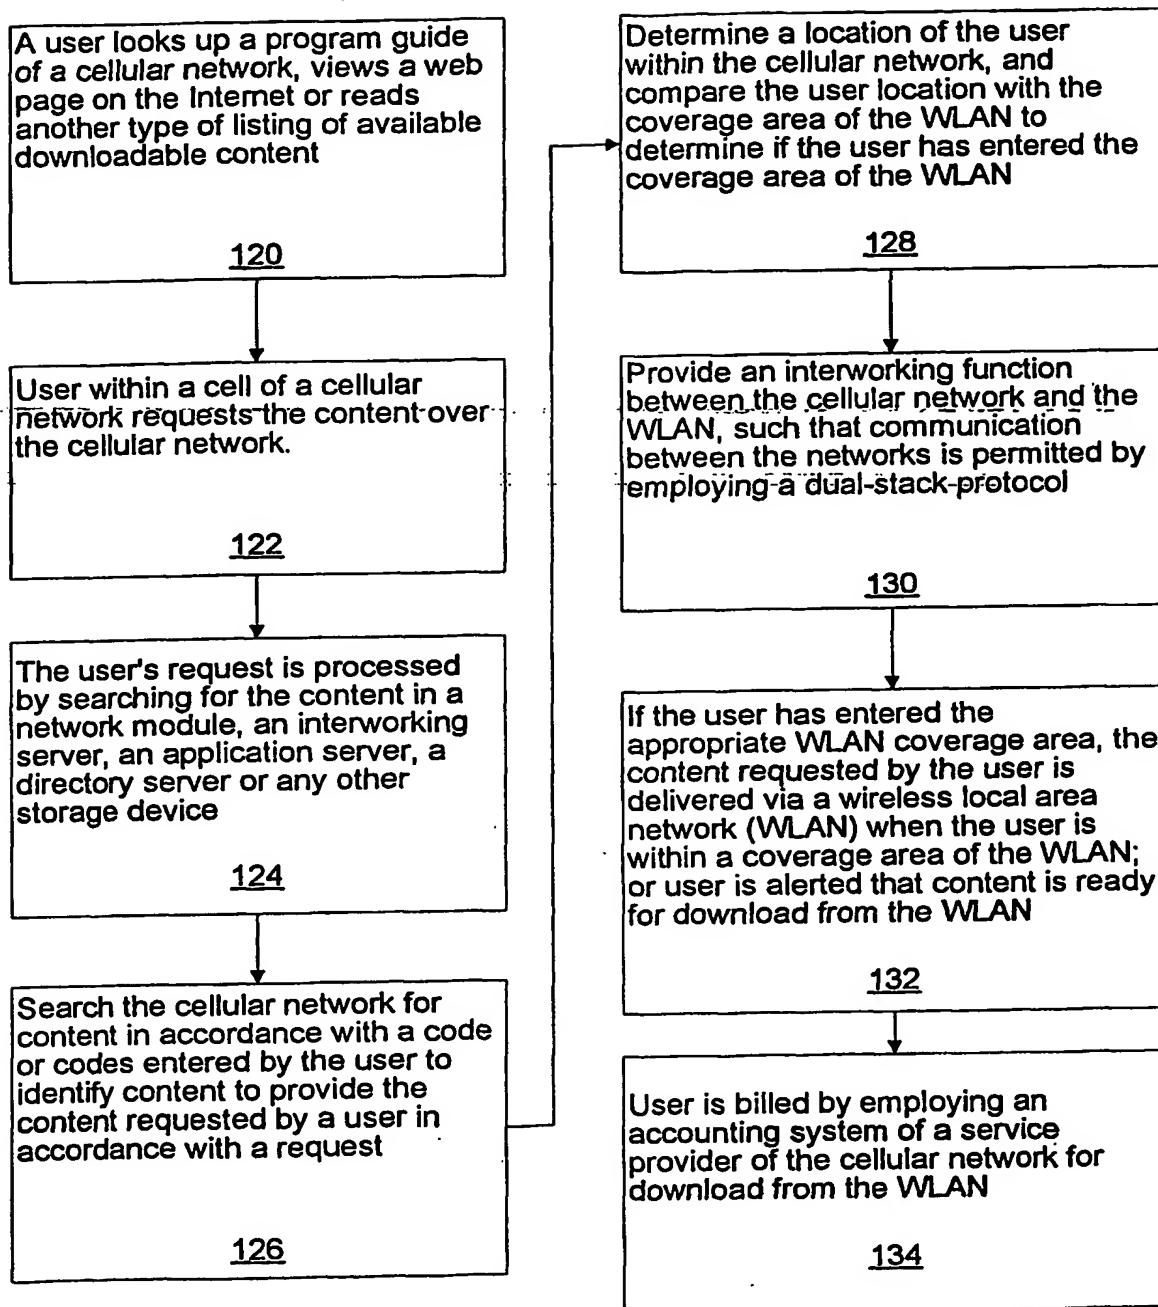 A user looks up a program guide
of a cellular network, views a web
page on the Internet or reads
another type of listing of available
downloadable content
120
User within a cell of a cellular
network requests the content over
the cellular network.
122
The user's request is processed
by searching for the content in a
network module, an interworking
server, an application server, a
directory server or any other
storage device
124
Search the cellular network for
content in accordance with a code
or codes entered by the user to
identify content to provide the
content requested by a user in
accordance with a request
126
Determine a location of the user
within the cellular network, and
compare the user location with the
coverage area of the WLAN to
determine if the user has entered the
coverage area of the WLAN
128
Provide an interworking function
between the cellular network and the
WLAN, such that communication
between the networks is permitted by
employing a dual-stack-protocol
130
If the user has entered the
appropriate WLAN coverage area, the
content requested by the user is
delivered via a wireless local area
network (WLAN) when the user is
within a coverage area of the WLAN;
or user is alerted that content is ready
for download from the WLAN
132
User is billed by employing an
accounting system of a service
provider of the cellular network for
download from the WLAN
134